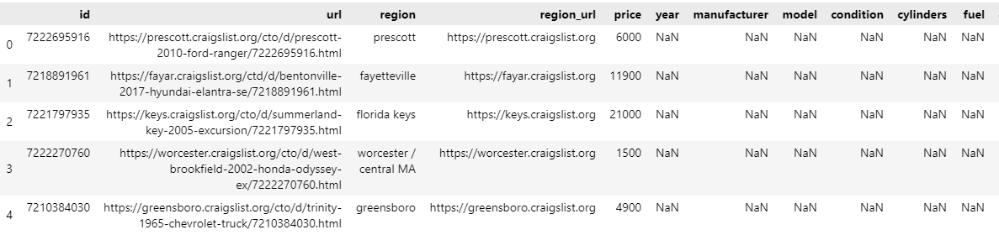 id url region region_url price year manufacturer model condition cylinders fuel
0 7222695916 https://prescott.craigslist.org/cto/d/prescott- prescott https://prescott.craigslist.org 6000 NaN NaN NaN NaN NaN NaN
2010-ford-ranger/7222695916.html
1 7218891961 https://fayar.craigslist.org/ctd/d/bentonville- fayetteville https://fayar.craigslist.org 11900 NaN NaN NaN NaN NaN NaN
2017-hyundai-elantra-se/7218891961.html
2 7221797935 https://keys.craigslist.org/cto/d/summerland- florida keys https://keys.craigslist.org 21000 NaN NaN NaN NaN NaN NaN
key-2005-excursion/7221797935.html
3 7222270760 https://worcester.craigslist.org/cto/d/west- worcester / https://worcester.craigslist.org 1500 NaN NaN NaN NaN NaN NaN
brookfield-2002-honda-odyssey- central MA
ex/7222270760.html
4 7210384030 https://greensboro.craigslist.org/cto/d/trinity- greensboro https://greensboro.craigslist.org 4900 NaN NaN NaN NaN NaN NaN
1965-chevrolet-truck/7210384030.html